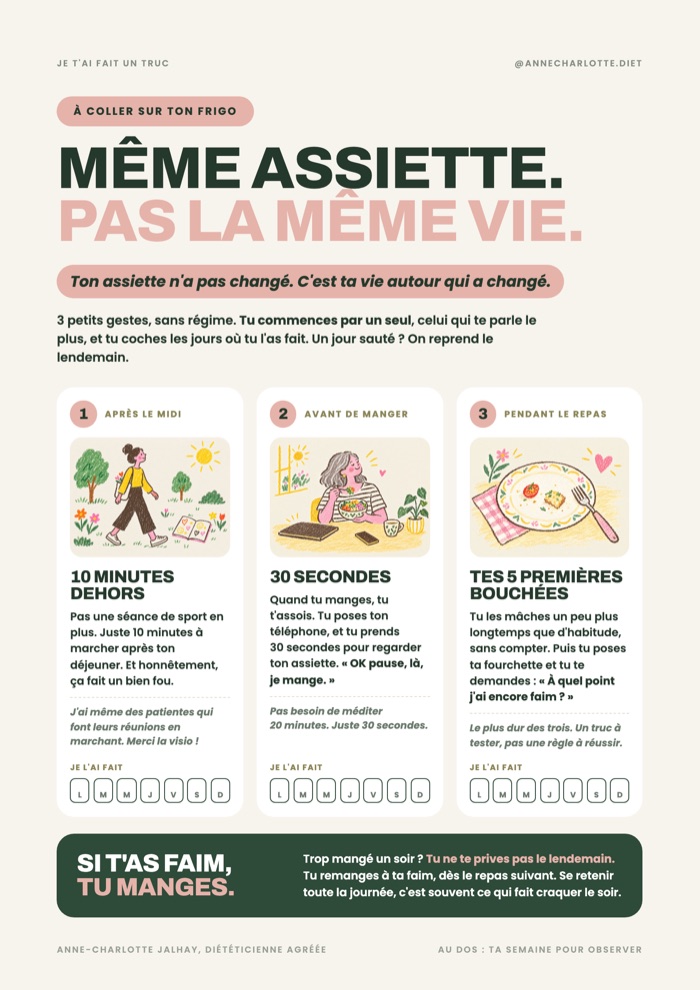 JE T'AI FAIT UN TRUC
@ANNECHARLOTTE.DIET
À COLLER SUR TON FRIGO
MÊME ASSIETTE.
PAS LA MÊME VIE.
Ton assiette n'a pas changé. C'est ta vie autour qui a changé.
3 petits gestes, sans régime. Tu commences par un seul, celui qui te parle le
plus, et tu coches les jours où tu l'as fait. Un jour sauté ? On reprend le
lendemain.
1 APRÈS LE MIDI
10 MINUTES
DEHORS
Pas une séance de sport en
plus. Juste 10 minutes à
marcher après ton
déjeuner. Et honnêtement,
ça fait un bien fou.
J'ai même des patientes qui
font leurs réunions en
marchant. Merci la visio !
JE L'AI FAIT
L M M J V S D
2 AVANT DE MANGER
30 SECONDES
Quand tu manges, tu
t'assois. Tu poses ton
téléphone, et tu prends
30 secondes pour regarder
ton assiette. « OK pause, là,
je mange. »
Pas besoin de méditer
20 minutes. Juste 30 secondes.
JE L'AI FAIT
L M M J V S D
3 PENDANT LE REPAS
TES 5 PREMIÈRES
BOUCHÉES
Tu les mâches un peu plus
longtemps que d'habitude,
sans compter. Puis tu poses
ta fourchette et tu te
demandes : « À quel point
j'ai encore faim ? »
Le plus dur des trois. Un truc à
tester, pas une règle à réussir.
JE L'AI FAIT
L M M J V S D
SI T'AS FAIM,
TU MANGES.
Trop mangé un soir ? Tu ne te prives pas le lendemain.
Tu remanges à ta faim, dès le repas suivant. Se retenir
toute la journée, c'est souvent ce qui fait craquer le soir.
ANNE-CHARLOTTE JALHAY, DIÉTÉTICIENNE AGRÉÉE
AU DOS : TA SEMAINE POUR OBSERVER